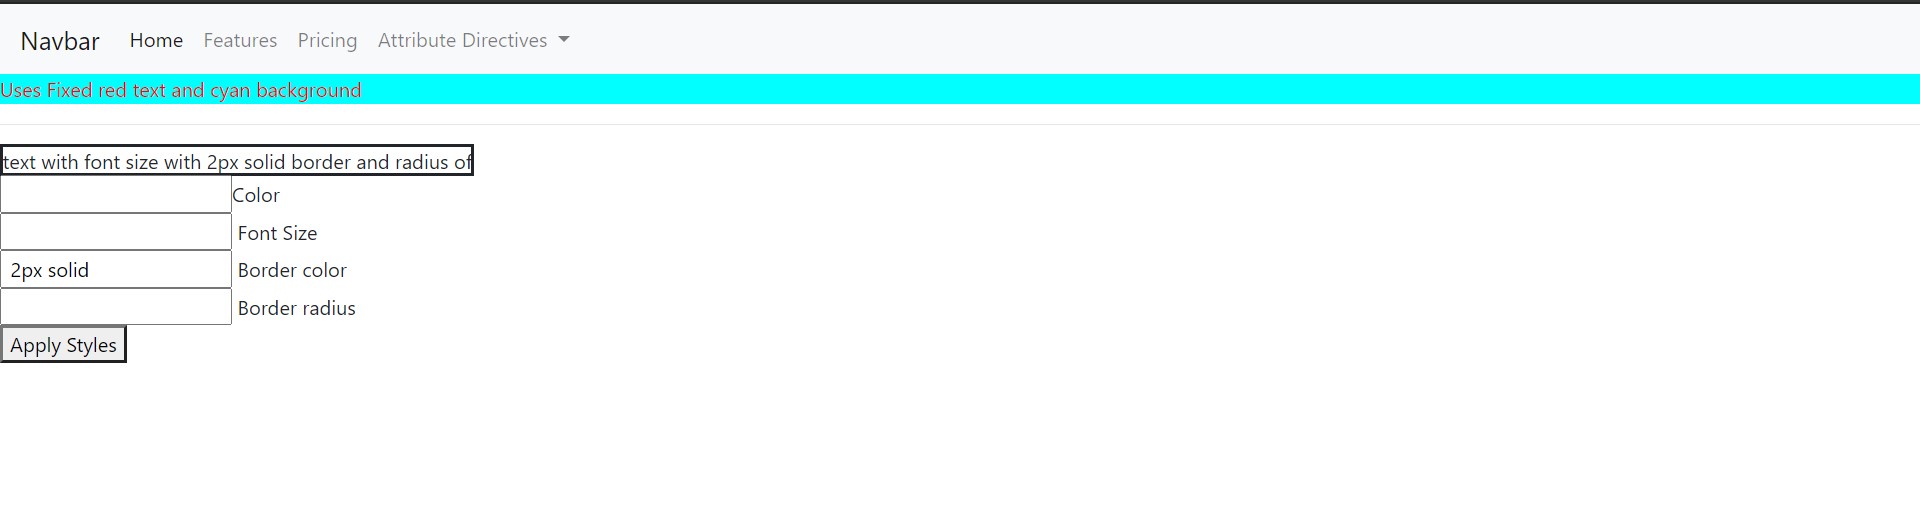 Navbar Home Features Pricing Attribute Directives
Uses Fixed red text and cyan background
text with font size with 2px solid border and radius of
Color
Font Size
2px solid Border color
Border radius
Apply Styles